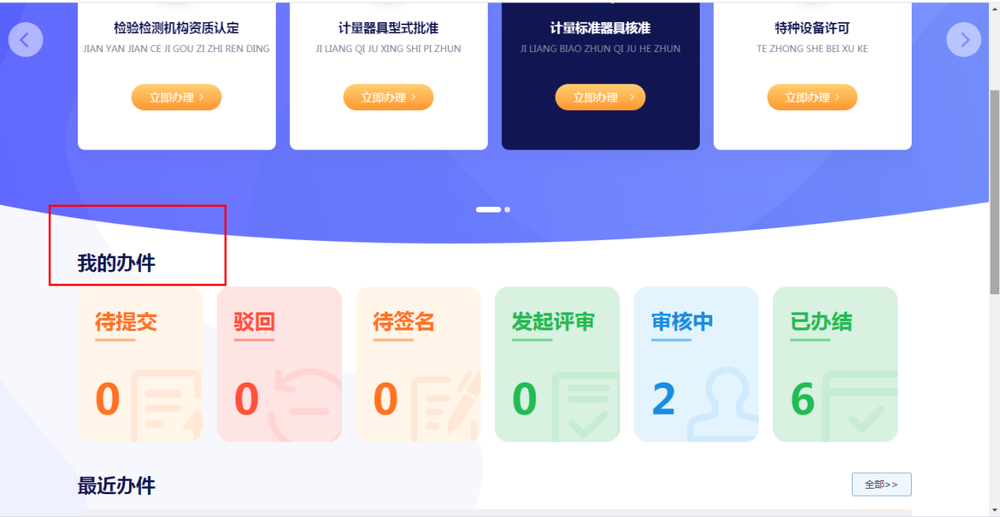 检验检测机构资质认定
JIAN YAN JIAN CE JI GOU ZI ZHI REN DING
立即办理 >
计量器具型式批准
JI LIANG QI JU XING SHI PI ZHUN
立即办理 >
计量标准器具核准
JI LIANG BIAO ZHUN QI JU HE ZHUN
立即办理 >
特种设备许可
TE ZHONG SHE BEI XU KE
立即办理 >
我的办件
待提交
0
驳回
0
待签名
0
发起评审
0
审核中
2
已办结
6
最近办件
全部>>